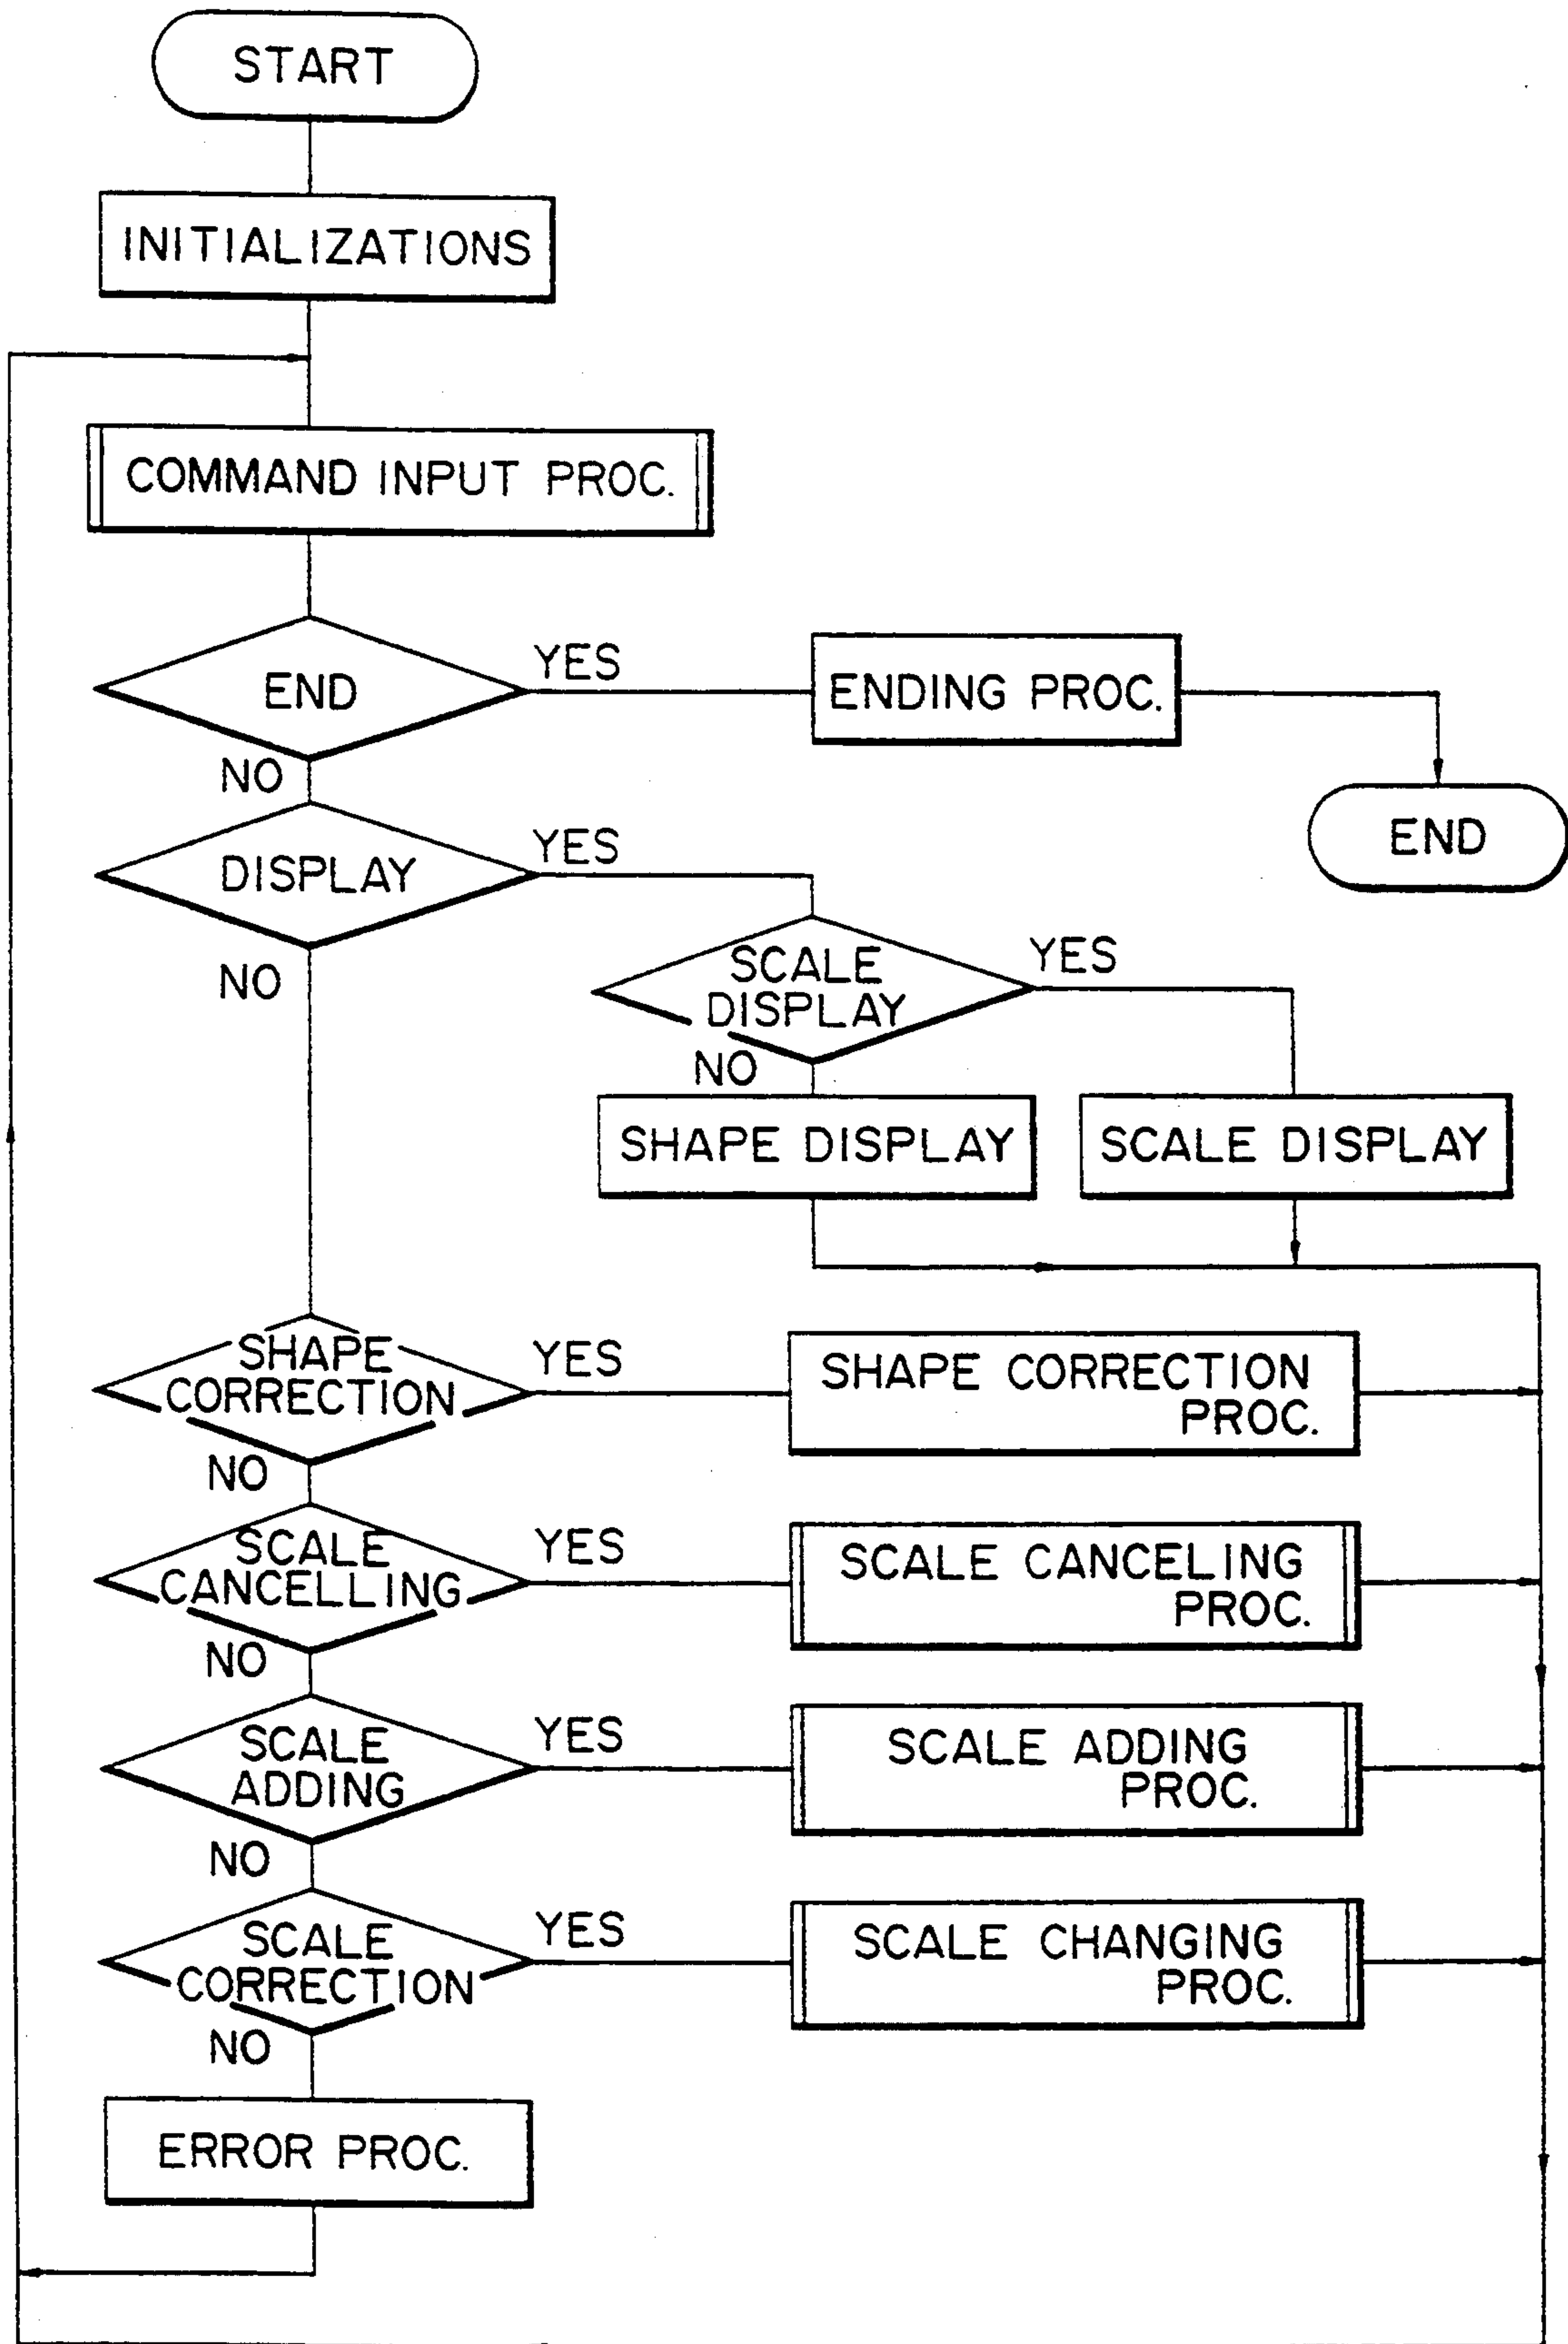 START
INITIALIZATIONS
COMMAND INPUT PROC.
END
YES
ENDING PROC.
END
NO
DISPLAY
YES
SCALE
DISPLAY
YES
NO
NO
SHAPE DISPLAY
SCALE DISPLAY
SHAPE
CORRECTION
YES
SHAPE CORRECTION
PROC.
NO
SCALE
CANCELLING
YES
SCALE CANCELING
PROC.
NO
SCALE
ADDING
YES
SCALE ADDING
PROC.
NO
SCALE
CORRECTION
YES
SCALE CHANGING
PROC.
NO
ERROR PROC.